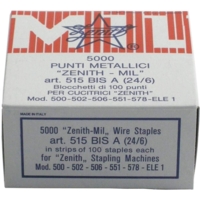 MIL
Zenith
5000
PUNTI METALLICI
"ZENITH - MIL"
art. 515 BIS A (24/6)
Blocchetti di 100 punti
PER CUCITRICI "ZENITH"
Mod. 500 - 502 - 506 - 551 - 578 - ELE 1
5000 "Zenith-Mil" Wire Staples
art. 515 BIS A (24/6)
in strips of 100 staples each
for "Zenith" Stapling Machines
Mod. 500 - 502 - 506 - 551 - 578 - ELE 1